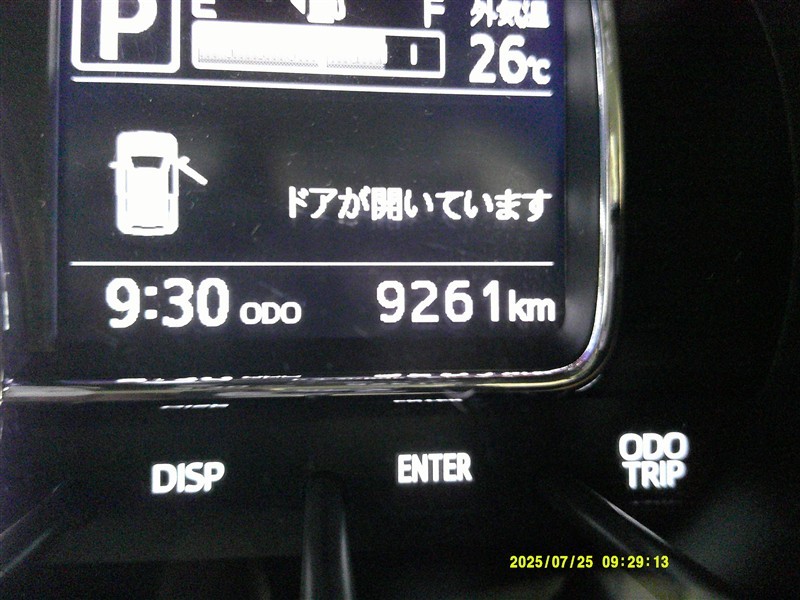 P
E
F
外気温
26℃
ドアが開いています
9:30 ODO 9261km
DISP
ENTER
ODO
TRIP
2025/07/25 09:29:13